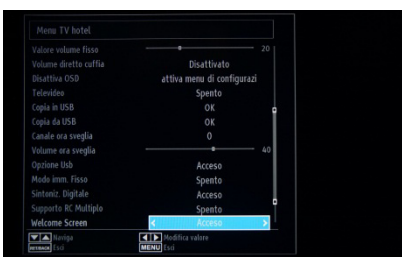 Menu TV hotel
Valore volume fisso 20
Volume diretto cuffia Disattivato
Disattiva OSD attiva menu di configurazi
Televideo Spento
Copia in USB OK
Copia da USB OK
Canale ora sveglia 0
Volume ora sveglia 40
Opzione Usb Acceso
Modo imm. Fisso Spento
Sintoniz. Digitale Acceso
Supporto RC Multiplo Spento
Welcome Screen Acceso
Naviga Modifica valore
Esci MENU Esci